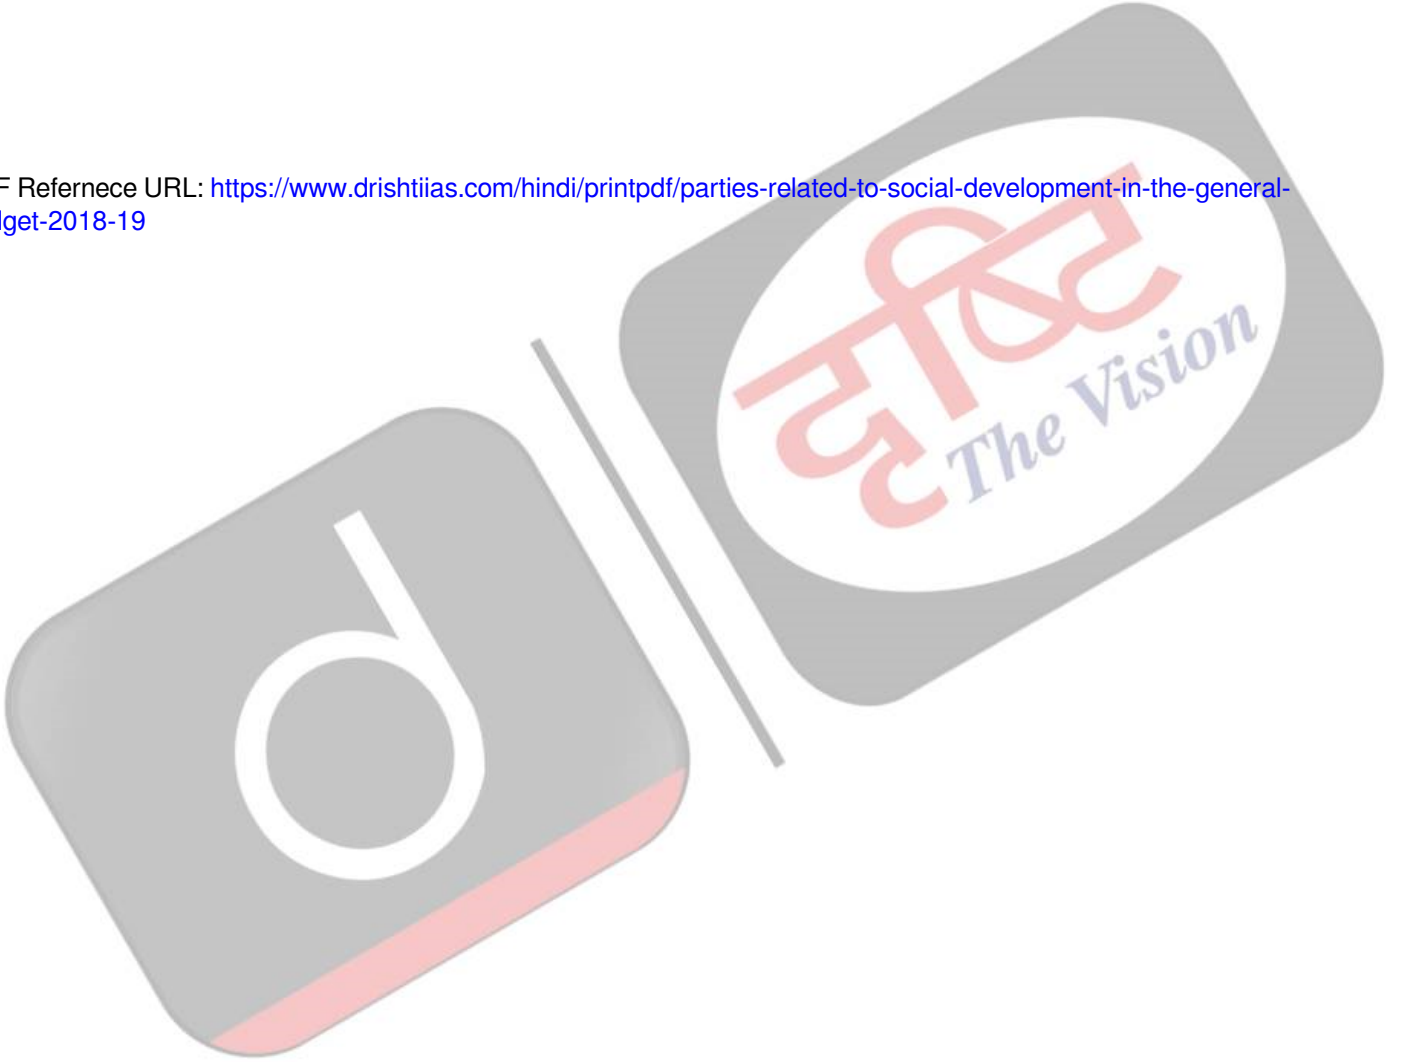 F Refernece URL: https://www.drishtiias.com/hindi/printpdf/parties-related-to-social-development-in-the-general-
lget-2018-19
दृष्टि
The Vision
d